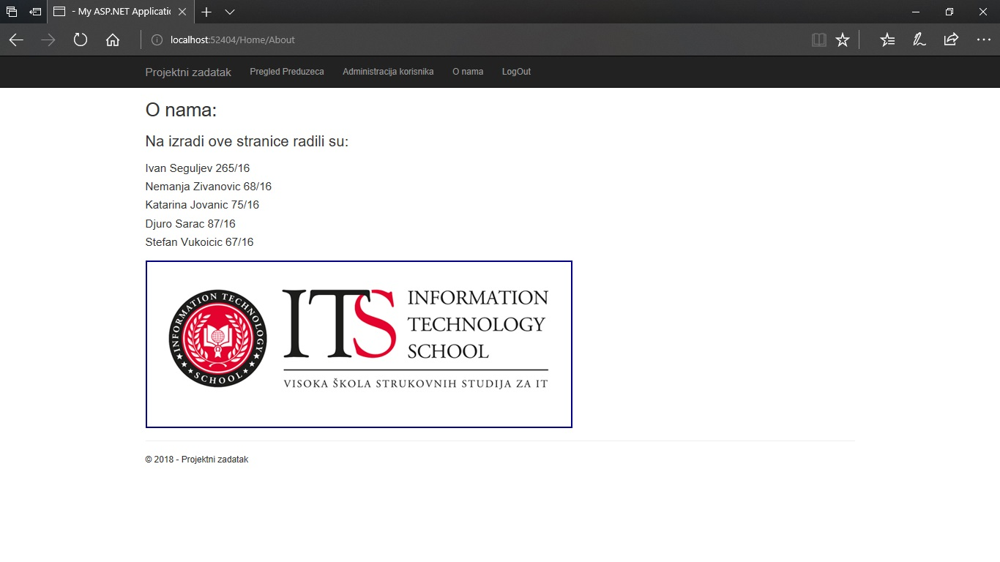 - My ASP.NET Applicatic
localhost:52404/Home/About
Projektni zadatak Pregled Preduzeca Administracija korisnika O nama LogOut
O nama:
Na izradi ove stranice radili su:
Ivan Seguljev 265/16
Nemanja Zivanovic 68/16
Katarina Jovanic 75/16
Djuro Sarac 87/16
Stefan Vukoicic 67/16
INFORMATION TECHNOLOGY
SCHOOL
ITS
INFORMATION
TECHNOLOGY
SCHOOL
VISOKA ŠKOLA STRUKOVNIH STUDIJA ZA IT
© 2018 - Projektni zadatak